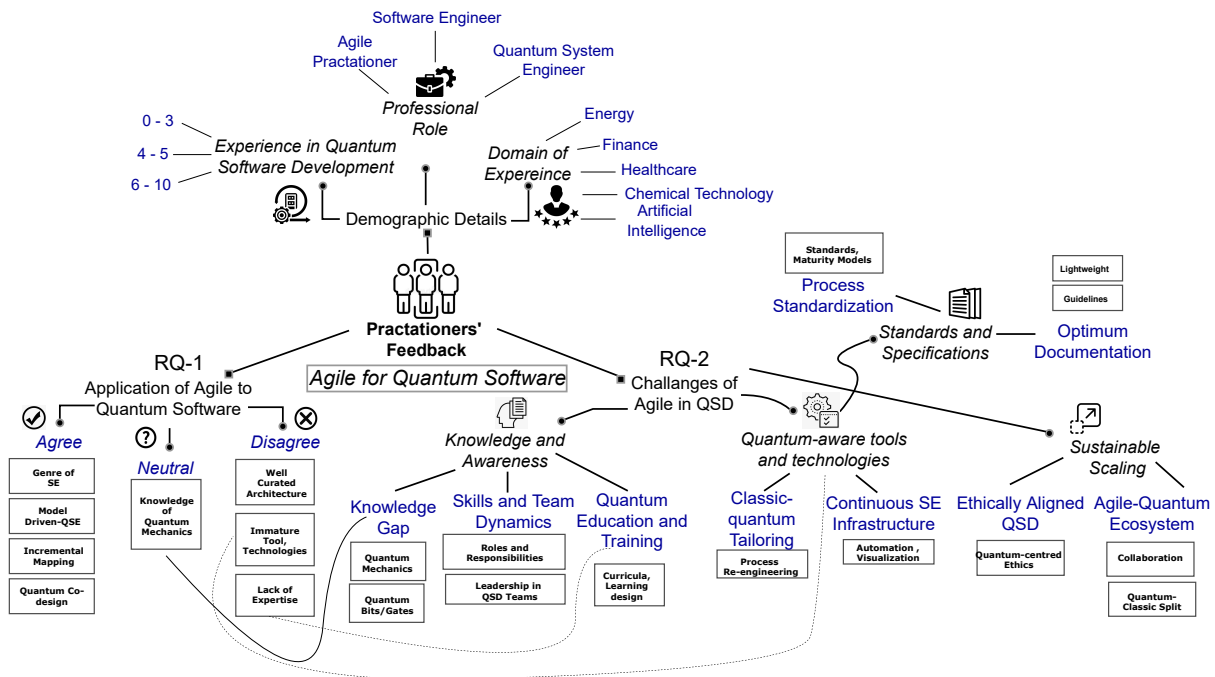 Software Engineer
Agile
Practationer
Quantum System
Engineer
Professional
Role
0 - 3
4 - 5
6 - 10
Experience in Quantum
Software Development
Domain of
Expereince
Energy
Finance
Healthcare
Chemical Technology
Artificial
Intelligence
Demographic Details
Practationers'
Feedback
Agile for Quantum Software
RQ-1
Application of Agile to
Quantum Software
Agree
Genre of
SE
Model
Driven-QSE
Incremental
Mapping
Quantum Co-
design
Neutral
Knowledge
of Quantum
Mechanics
Disagree
Well
Curated
Architecture
Immature
Tool,
Technologies
Lack of
Expertise
RQ-2
Challanges of
Agile in QSD
Knowledge and
Awareness
Knowledge
Gap
Quantum
Mechanics
Quantum
Bits/Gates
Skills and Team
Dynamics
Roles and
Responsibilities
Leadership in
QSD Teams
Quantum
Education and
Training
Curricula,
Learning
design
Quantum-aware tools
and technologies
Classic-
quantum
Tailoring
Process
Re-engineering
Continuous SE
Infrastructure
Automation ,
Visualization
Standards and
Specifications
Standards,
Maturity Models
Process
Standardization
Lightweight
Guidelines
Optimum
Documentation
Sustainable
Scaling
Ethically Aligned
QSD
Quantum-centred
Ethics
Agile-Quantum
Ecosystem
Collaboration
Quantum-
Classic Split